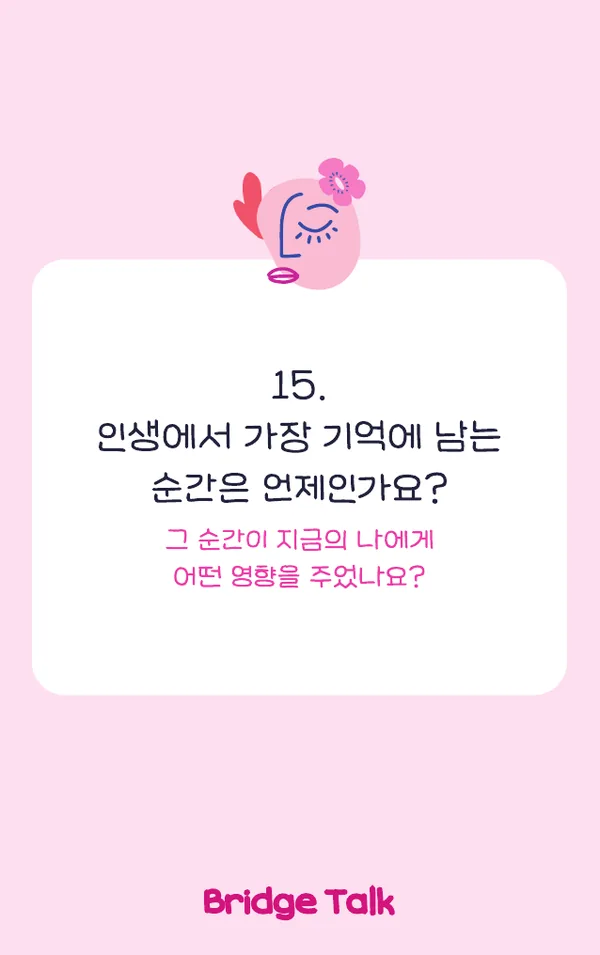 15.
인생에서 가장 기억에 남는
순간은 언제인가요?
그 순간이 지금의 나에게
어떤 영향을 주었나요?
Bridge Talk